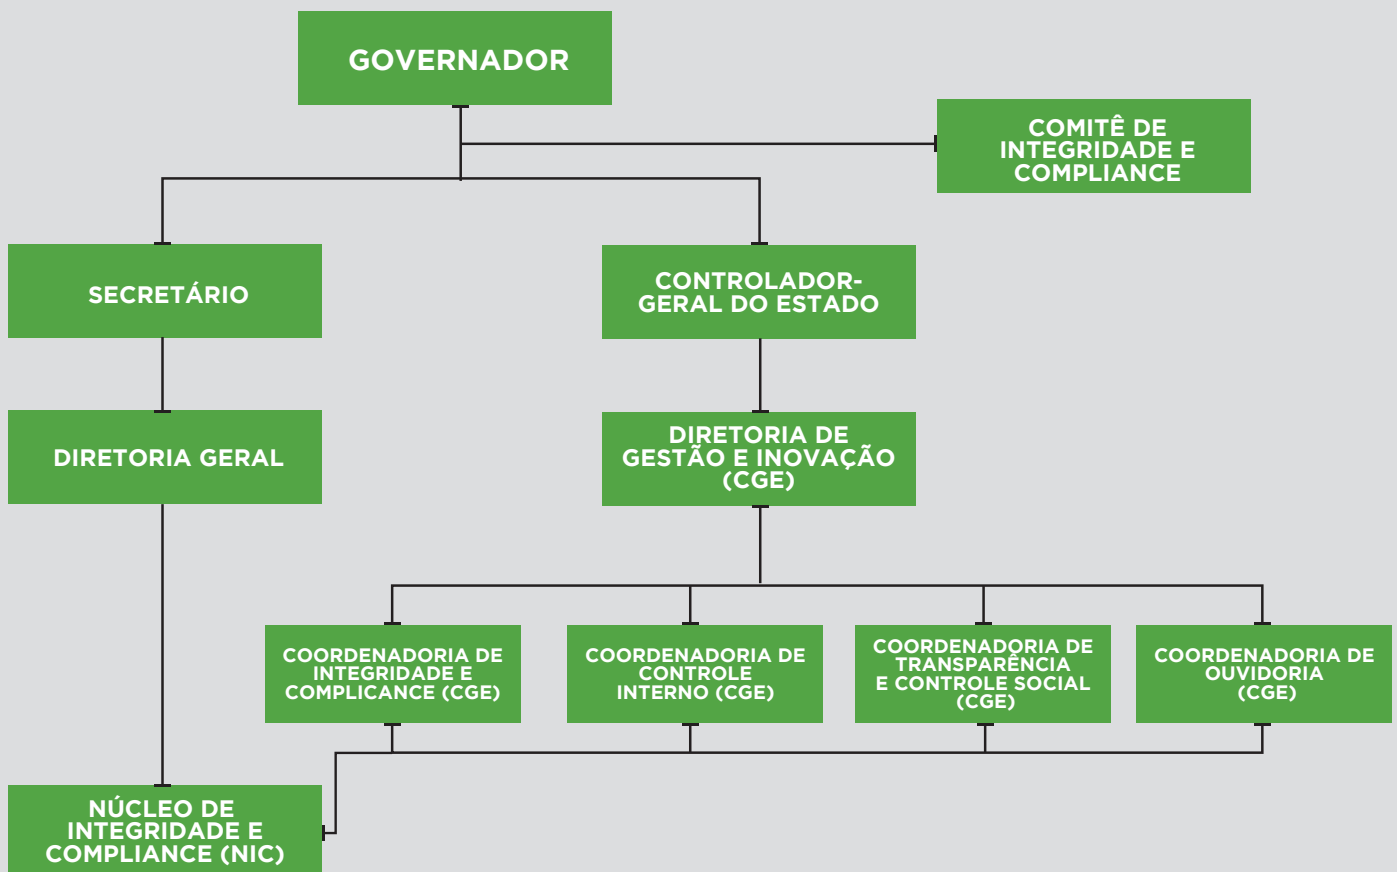 GOVERNADOR
COMITÊ DE
INTEGRIDADE E
COMPLIANCE
SECRETÁRIO
CONTROLADOR-
GERAL DO ESTADO
DIRETORIA GERAL
DIRETORIA DE
GESTÃO E INOVAÇÃO
(CGE)
COORDENADORIA DE
INTEGRIDADE E
COMPLICANCE (CGE)
COORDENADORIA DE
CONTROLE
INTERNO (CGE)
COORDENADORIA DE
TRANSPARÊNCIA
E CONTROLE SOCIAL
(CGE)
COORDENADORIA DE
OUVIDORIA
(CGE)
NÚCLEO DE
INTEGRIDADE E
COMPLIANCE (NIC)